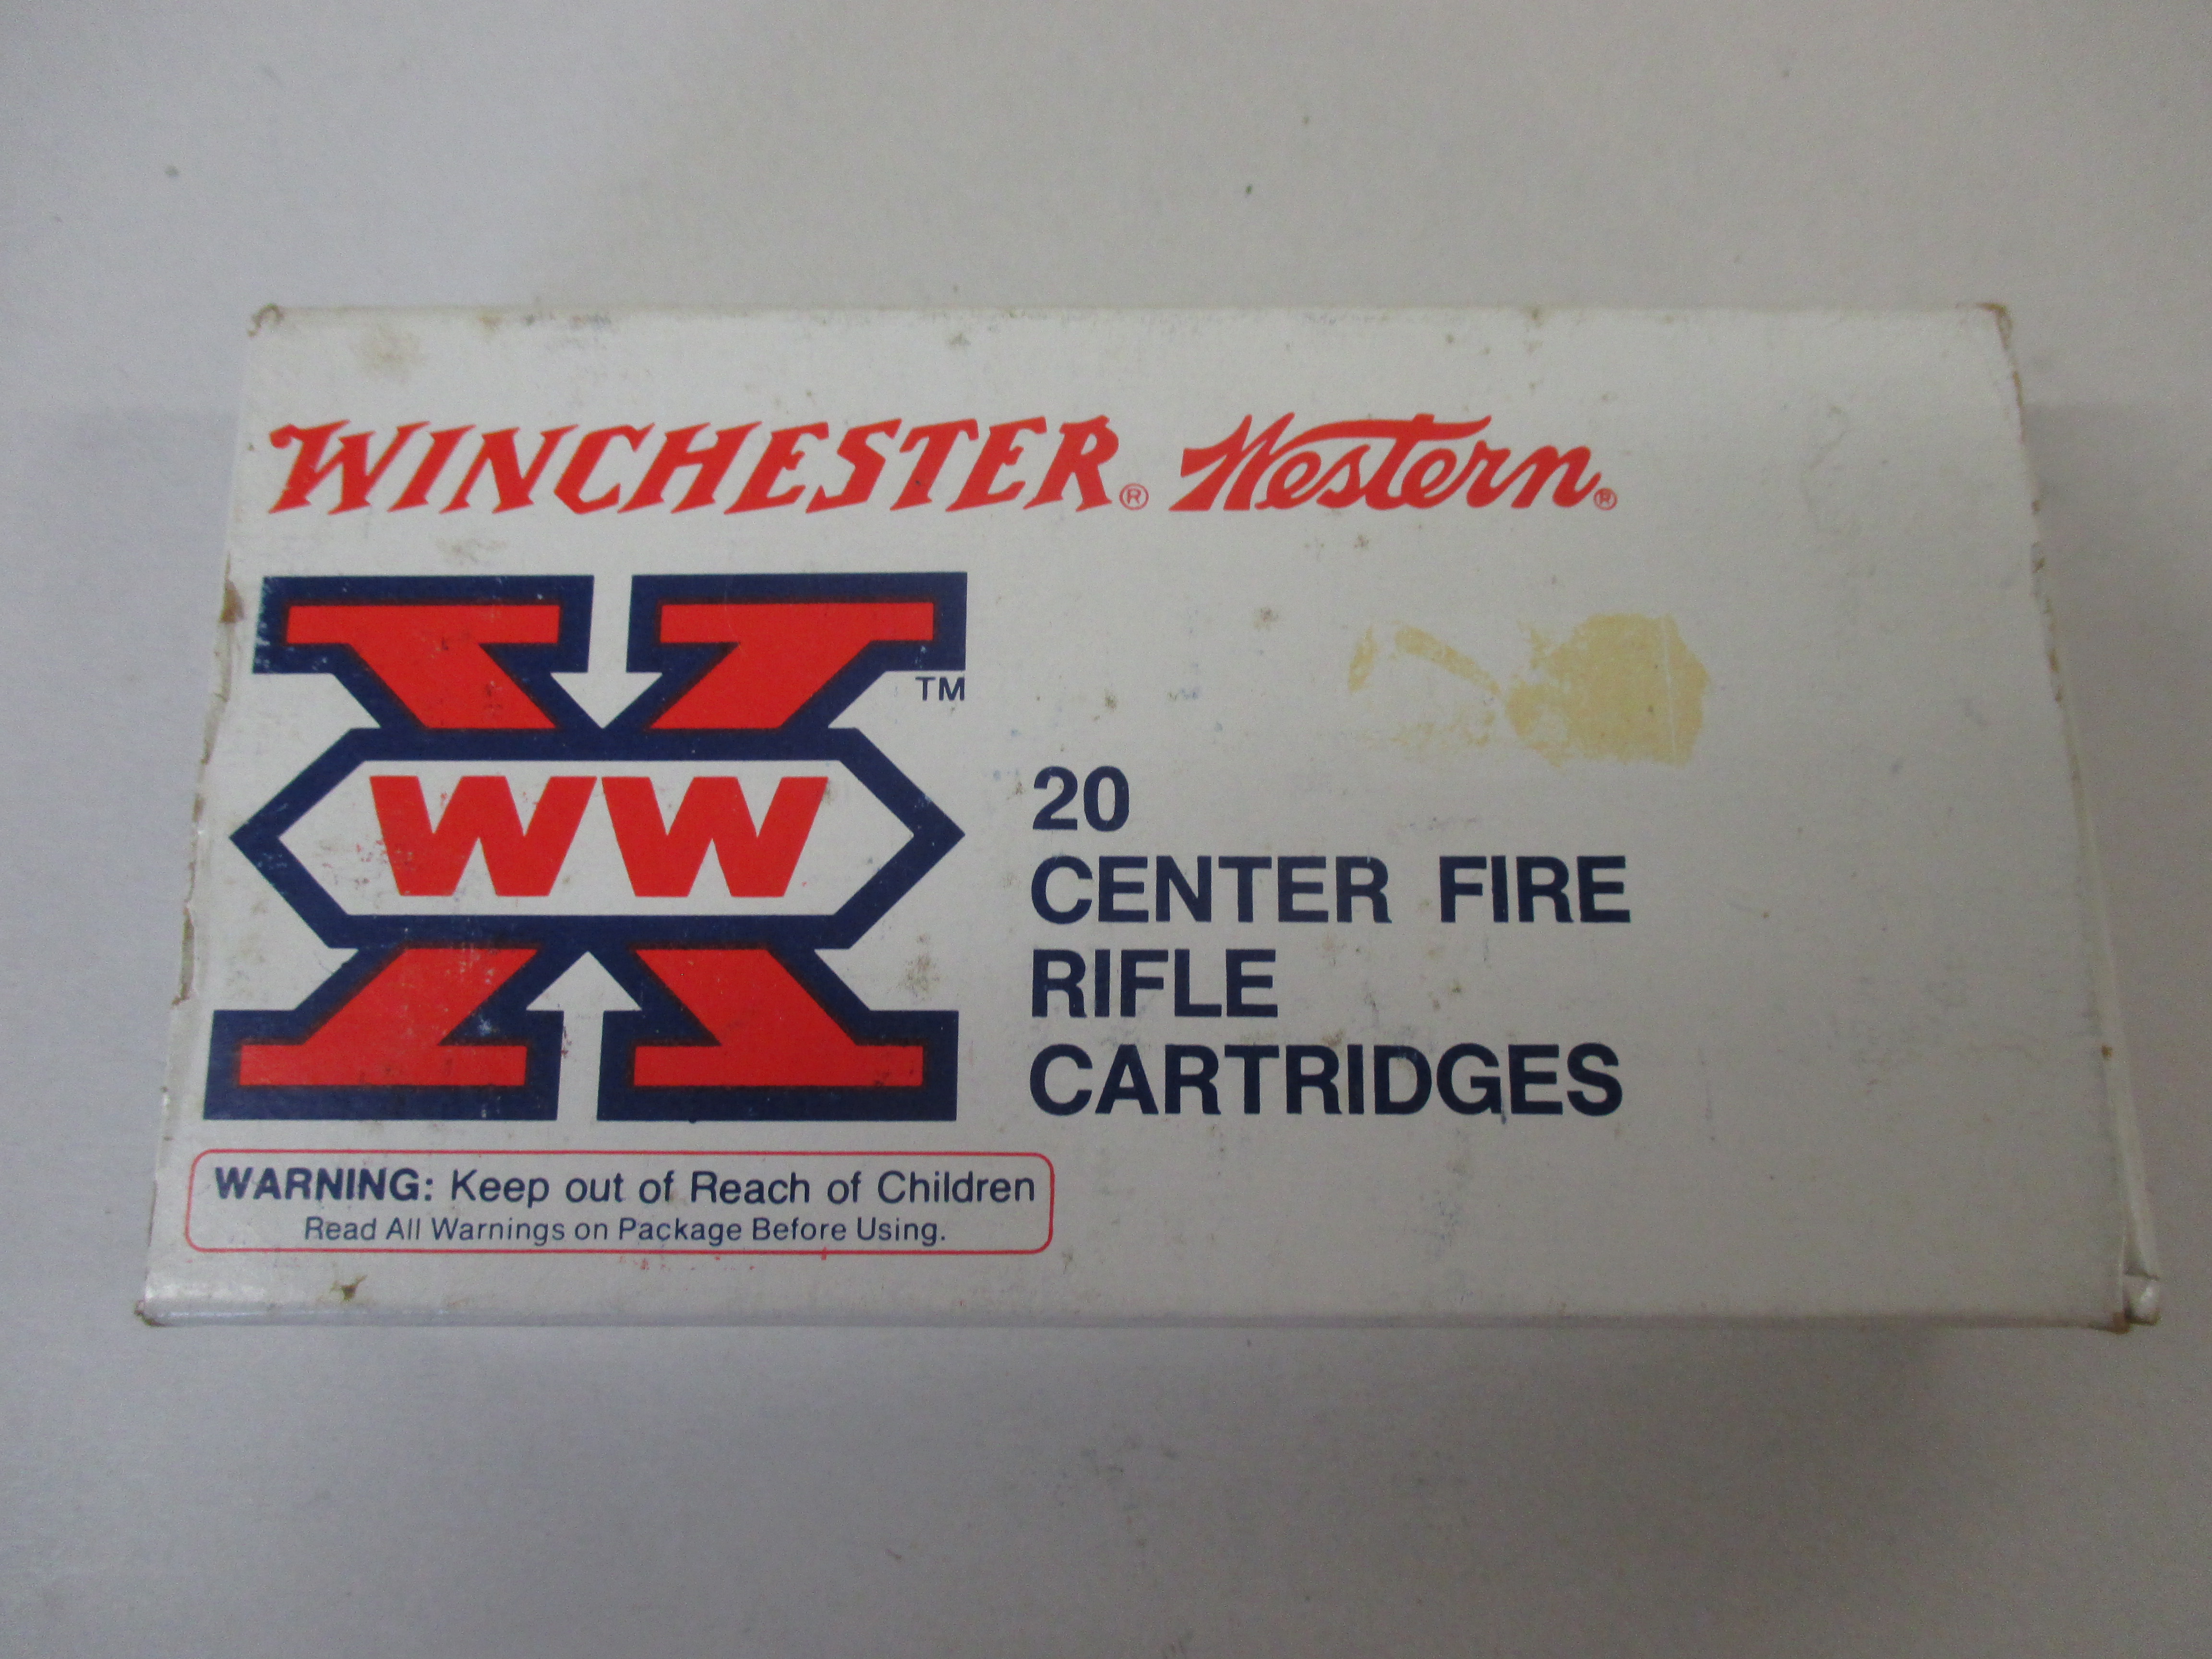 WINCHESTER® Western®
TM
WW
20
CENTER FIRE
RIFLE
CARTRIDGES
WARNING: Keep out of Reach of Children
Read All Warnings on Package Before Using.